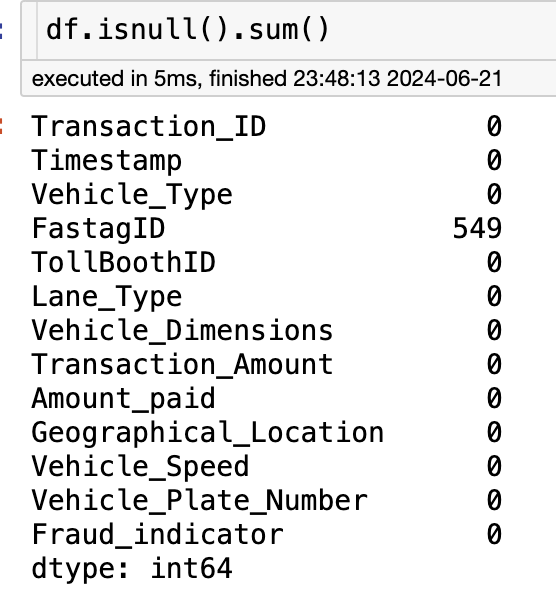 df.isnull().sum()
executed in 5ms, finished 23:48:13 2024-06-21
Transaction_ID 0
Timestamp 0
Vehicle_Type 0
FastagID 549
TollBoothID 0
Lane_Type 0
Vehicle_Dimensions 0
Transaction_Amount 0
Amount_paid 0
Geographical_Location 0
Vehicle_Speed 0
Vehicle_Plate_Number 0
Fraud_indicator 0
dtype: int64